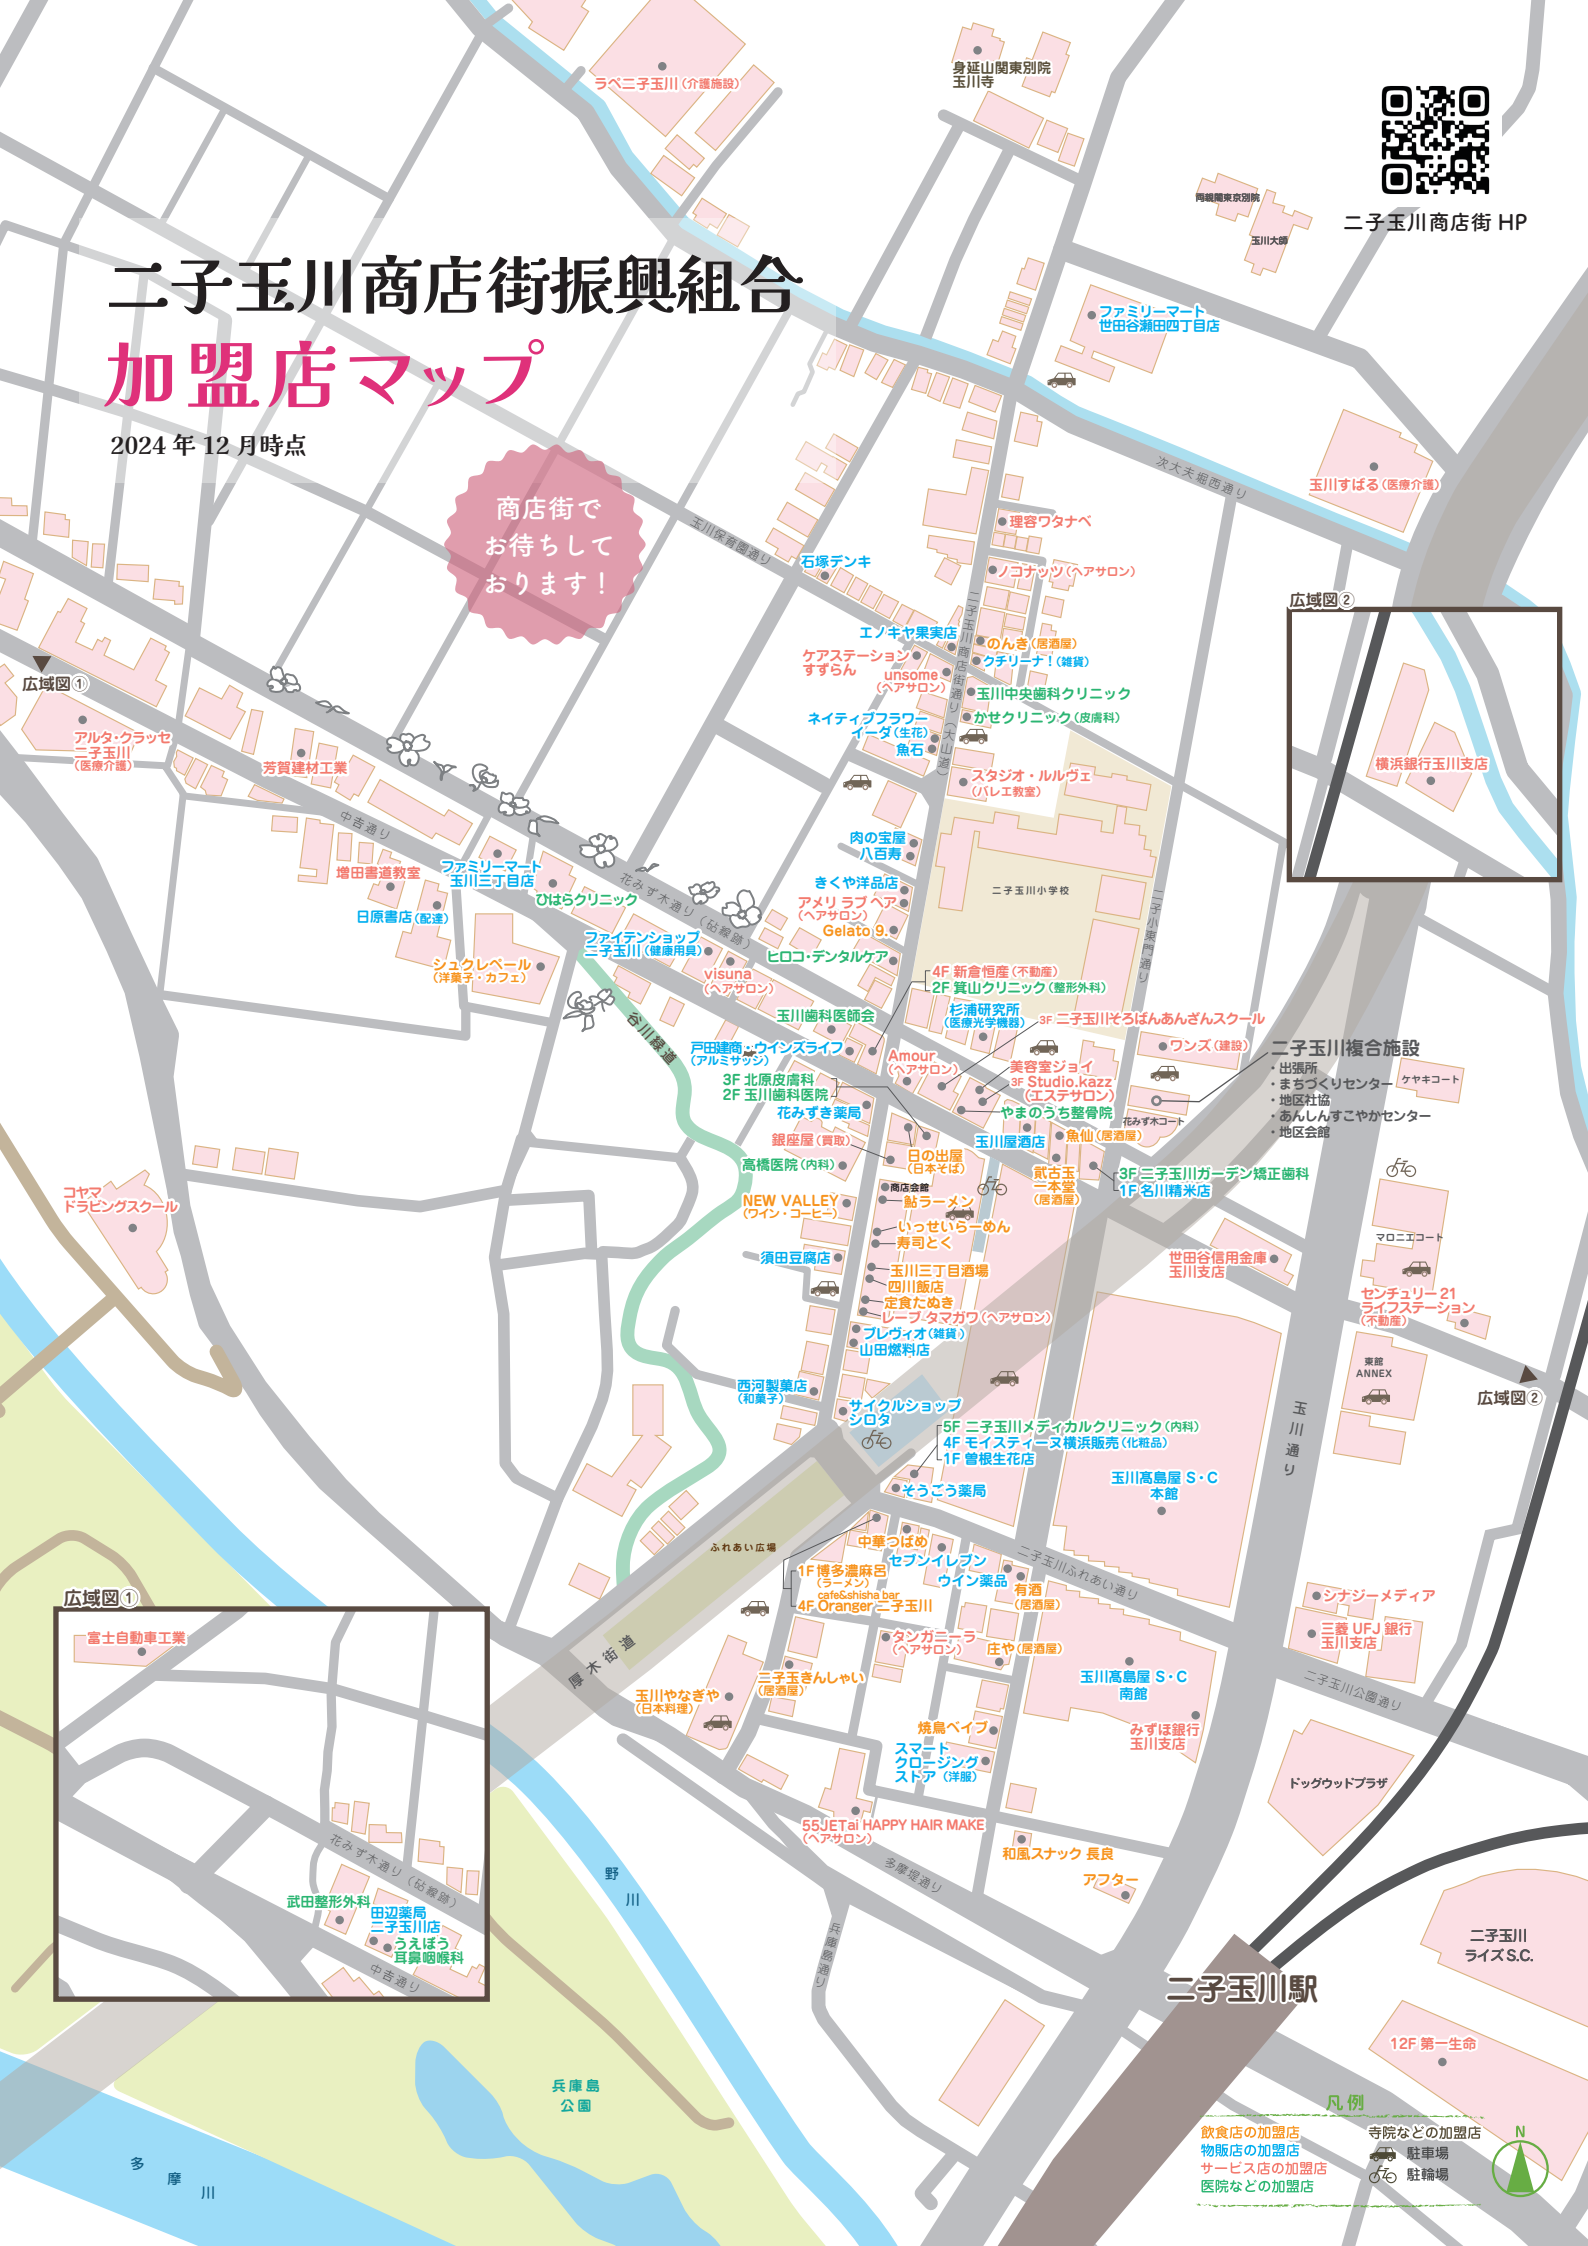 ラペ二子玉川(介護施設)
身延山関東別院
玉川寺
両親閣東京別院
玉川大師
二子玉川商店街 HP
二子玉川商店街振興組合
加盟店マップ
2024 年 12 月時点
商店街で
お待ちして
おります！
ファミリーマート
世田谷瀬田四丁目店
次大夫堀西通り
玉川すばる(医療介護)
玉川保育園通り
石塚デンキ
理容ワタナベ
ノコナッツ(ヘアサロン)
二子玉川商店街通り(大山道)
エノキヤ果実店
のんき(居酒屋)
クチリーナ！(雑貨)
ケアステーション
すずらん
unsome
(ヘアサロン)
玉川中央歯科クリニック
かせクリニック(皮膚科)
ネイティブフラワー
イーダ(生花)
魚石
スタジオ・ルルヴェ
(バレエ教室)
広域図②
横浜銀行玉川支店
広域図①
アルタ・クラッセ
二子玉川
(医療介護)
芳賀建材工業
中吉通り
増田書道教室
日原書店(配達)
ファミリーマート
玉川三丁目店
ひはらクリニック
花みず木通り(砧線跡)
シュクレペール
(洋菓子・カフェ)
ファイテンショップ
二子玉川(健康用具)
visuna
(ヘアサロン)
肉の宝屋
八百寿
きくや洋品店
アメリ ラブ ヘア
(ヘアサロン)
Gelato 9.
ヒロコ・デンタルケア
二子玉川小学校
二子小東門通り
4F 新倉恒産(不動産)
2F 箕山クリニック(整形外科)
杉浦研究所
(医療光学機器)
3F 二子玉川そろばんあんざんスクール
玉川歯科医師会
谷川緑道
戸田建商・ウインズライフ
(アルミサッシ)
3F 北原皮膚科
2F 玉川歯科医院
花みずき薬局
銀座屋(買取)
高橋医院(内科)
Amour
(ヘアサロン)
美容室ジョイ
3F Studio.kazz
(エステサロン)
やまのうち整骨院
ワンズ(建設)
花みず木コート
二子玉川複合施設
・出張所
・まちづくりセンター
・地区社協
・あんしんすこやかセンター
・地区会館
ケヤキコート
玉川屋酒店
魚仙(居酒屋)
武古玉
一本堂
(居酒屋)
3F 二子玉川ガーデン矯正歯科
1F 名川精米店
日の出屋
(日本そば)
商店会館
鮎ラーメン
いっせいらーめん
寿司とく
玉川三丁目酒場
四川飯店
定食たぬき
レーブ タマガワ(ヘアサロン)
プレヴィオ(雑貨)
山田燃料店
NEW VALLEY
(ワイン・コーヒー)
須田豆腐店
コヤマ
ドライビングスクール
西河製菓店
(和菓子)
サイクルショップ
シロタ
世田谷信用金庫
玉川支店
マロニエコート
センチュリー 21
ライフステーション
(不動産)
東館
ANNEX
広域図②
玉川通り
5F 二子玉川メディカルクリニック(内科)
4F モイスティーヌ横浜販売(化粧品)
1F 曽根生花店
そうごう薬局
玉川髙島屋 S・C
本館
ふれあい広場
中華つばめ
セブンイレブン
ウイン薬品
有酒
(居酒屋)
二子玉川ふれあい通り
1F 博多濃麻呂
(ラーメン)
cafe&shisha bar
4F Oranger 二子玉川
タンガニーラ
(ヘアサロン)
庄や(居酒屋)
シナジーメディア
三菱 UFJ 銀行
玉川支店
二子玉川公園通り
厚木街道
二子玉きんしゃい
(居酒屋)
玉川やなぎや
(日本料理)
玉川髙島屋 S・C
南館
みずほ銀行
玉川支店
焼鳥ベイブ
スマート
クロージング
ストア (洋服)
ドッグウッドプラザ
55JETai HAPPY HAIR MAKE
(ヘアサロン)
和風スナック 長良
アフター
多摩堤通り
兵庫島通り
広域図①
富士自動車工業
花みず木通り(砧線跡)
武田整形外科
田辺薬局
二子玉川店
うえぼう
耳鼻咽喉科
中吉通り
野川
二子玉川
ライズ S.C.
二子玉川駅
12F 第一生命
兵庫島
公園
多摩川
凡例
飲食店の加盟店
物販店の加盟店
サービス店の加盟店
医院などの加盟店
寺院などの加盟店
駐車場
駐輪場
N